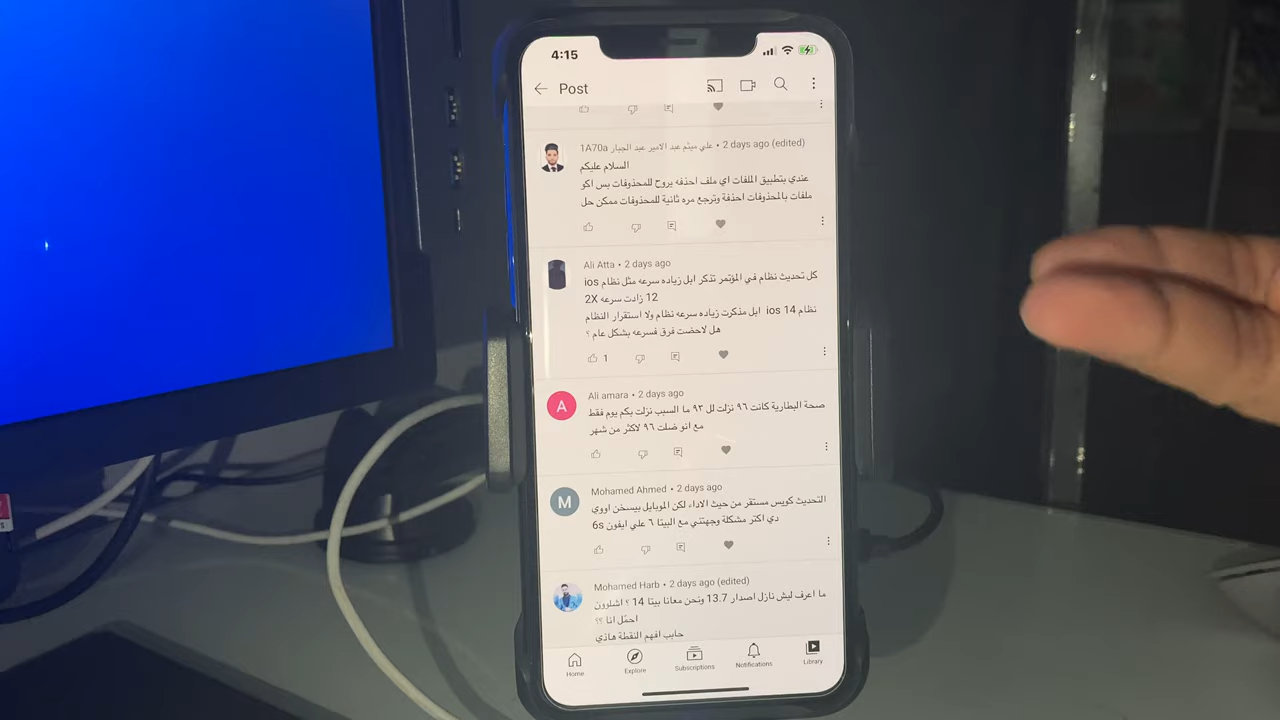 4:15
Post
1A70a علي ميثم عبد الامير عبد الجبار • 2 days ago (edited)
السلام عليكم
عندي بتطبيق الملفات اي ملف احذفه يروح للمحذوفات بس اكو
ملفات بالمحذوفات احذفة وترجع مره ثانية للمحذوفات ممكن حل
Ali Atta • 2 days ago
كل تحديث نظام في المؤتمر تذكر ابل زياده سرعه مثل نظام ios
12 زادت سرعه 2X
نظام ios 14 ابل مذكرت زياده سرعه نظام ولا استقرار النظام
هل لاحضت فرق فسرعه بشكل عام ؟
1
A
Ali amara • 2 days ago
صحة البطارية كانت ٩٦ نزلت لل ٩٣ ما السبب نزلت بكم يوم فقط
مع انو ضلت ٩٦ لاكثر من شهر
M
Mohamed Ahmed • 2 days ago
التحديث كويس مستقر من حيث الاداء لكن الموبايل بيسخن اووي
دي اكتر مشكلة وجهتني مع البيتا ٦ علي ايفون 6s
Mohamed Harb • 2 days ago (edited)
ما اعرف ليش نازل اصدار 13.7 ونحن معانا بيتا 14 ؟ اشلوون
احمّل انا ؟؟
حابب افهم النقطة هاذي
Home
Explore
Subscriptions
Notifications
Library